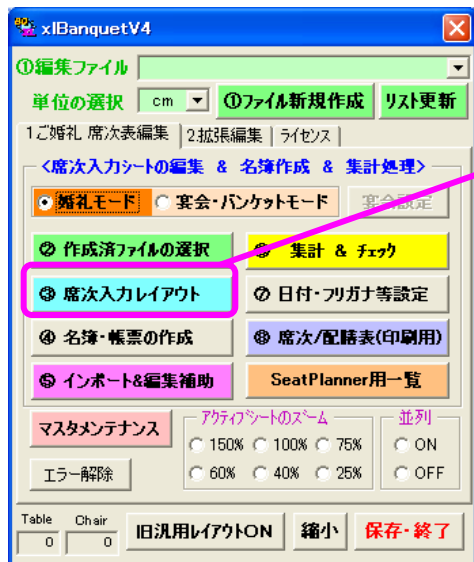 xlBanquetV4
①編集ファイル
単位の選択 cm ①ファイル新規作成 リスト更新
1ご婚礼 席次表編集 2拡張編集 ライセンス
<席次入力シートの編集 & 名簿作成 & 集計処理>
婚礼モード 宴会・バンケットモード 宴会設定
② 作成済ファイルの選択 ⑥ 集計 & チェック
③ 席次入力レイアウト ⑦ 日付・フリガナ等設定
④ 名簿・帳票の作成 ⑧ 席次/配膳表(印刷用)
⑤ インポート&編集補助 SeatPlanner用一覧
マスタメンテナンス アクティブシートのズーム 並列
150% 100% 75% ON
エラー解除 60% 40% 25% OFF
Table Chair
0 0 旧汎用レイアウトON 縮小 保存・終了